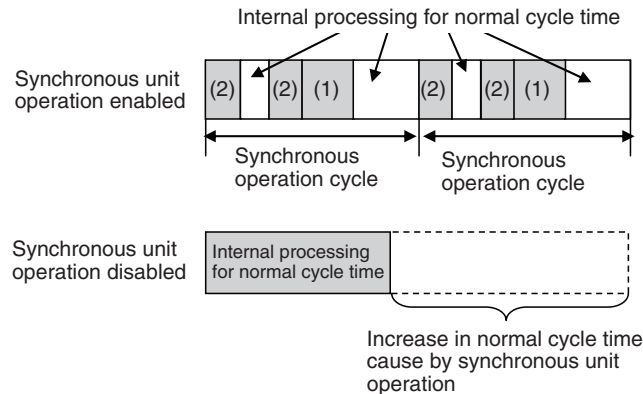 Internal processing for normal cycle time
Synchronous unit
operation enabled
(2) (2) (1) (2) (2) (1)
Synchronous
operation cycle
Synchronous
operation cycle
Synchronous unit
operation disabled
Internal processing
for normal cycle time
Increase in normal cycle time
cause by synchronous unit
operation